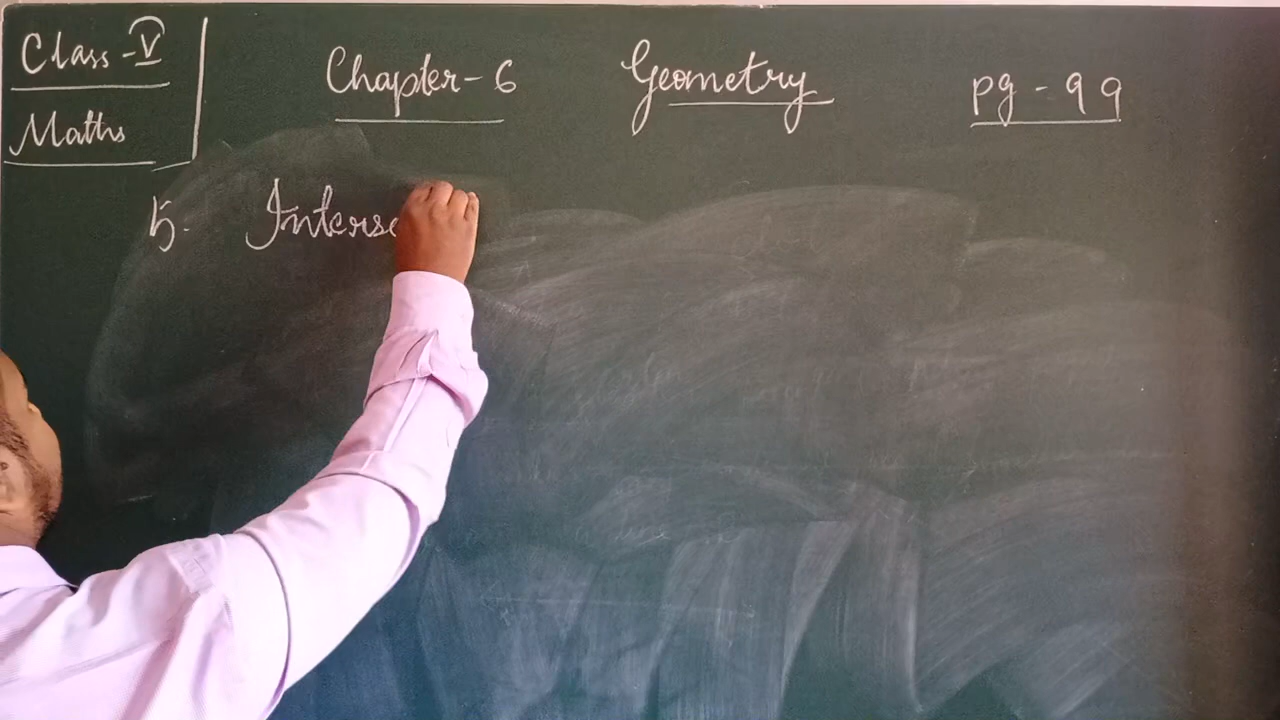 Class - V
Chapter - 6 Geometry pg - 99
Maths
5. Interse